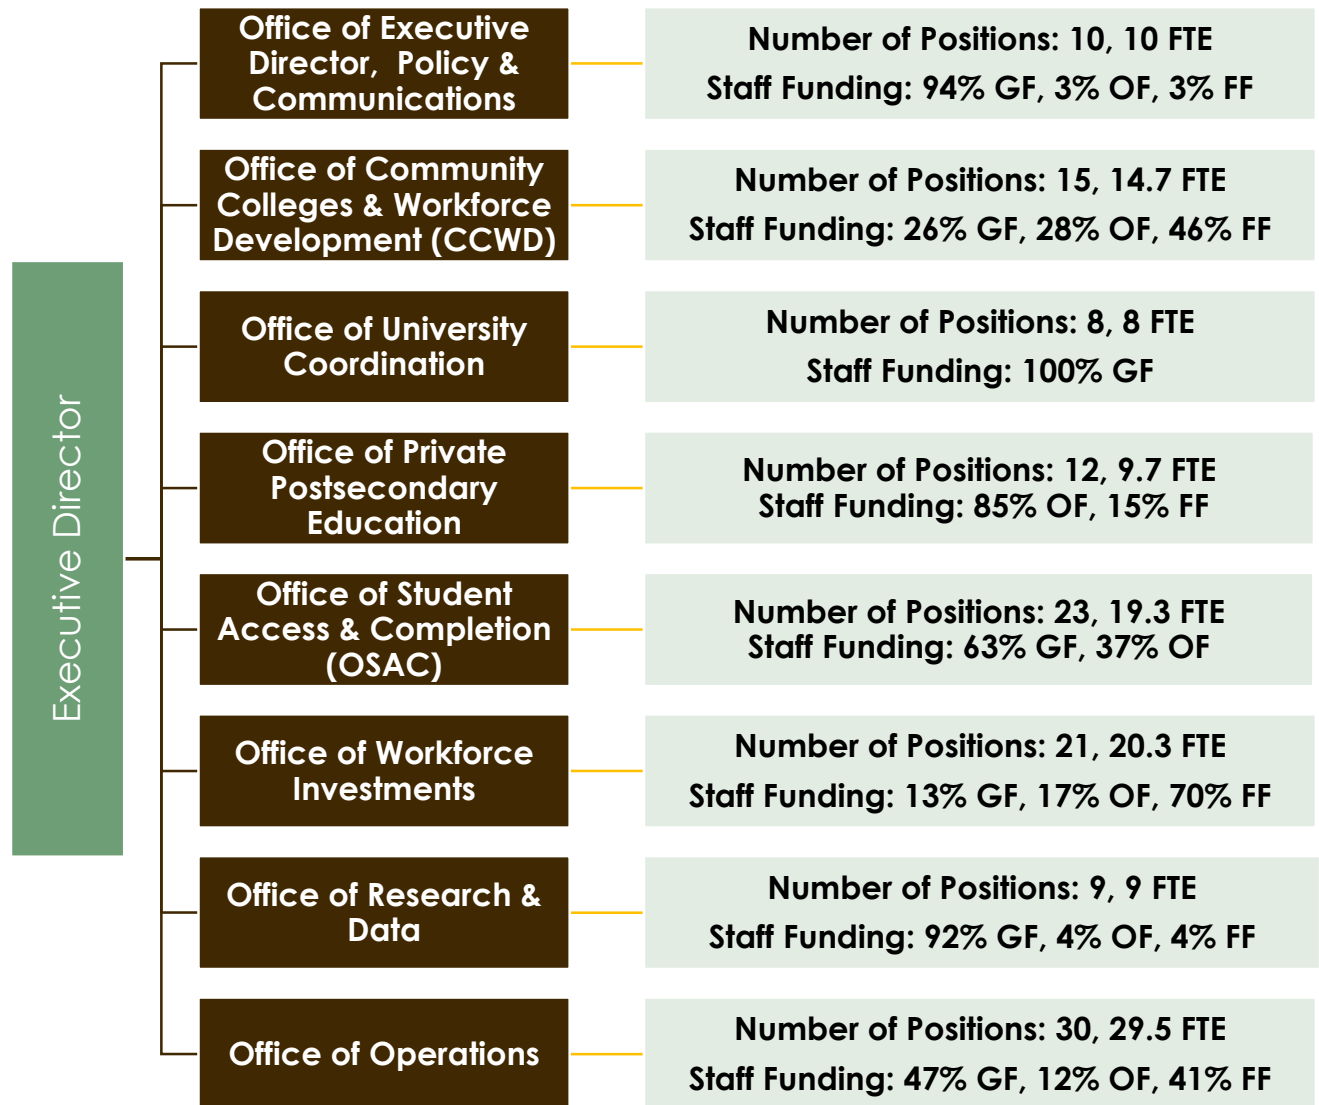 Executive Director
Office of Executive
Director, Policy &
Communications
Number of Positions: 10, 10 FTE
Staff Funding: 94% GF, 3% OF, 3% FF
Office of Community
Colleges & Workforce
Development (CCWD)
Number of Positions: 15, 14.7 FTE
Staff Funding: 26% GF, 28% OF, 46% FF
Office of University
Coordination
Number of Positions: 8, 8 FTE
Staff Funding: 100% GF
Office of Private
Postsecondary
Education
Number of Positions: 12, 9.7 FTE
Staff Funding: 85% OF, 15% FF
Office of Student
Access & Completion
(OSAC)
Number of Positions: 23, 19.3 FTE
Staff Funding: 63% GF, 37% OF
Office of Workforce
Investments
Number of Positions: 21, 20.3 FTE
Staff Funding: 13% GF, 17% OF, 70% FF
Office of Research &
Data
Number of Positions: 9, 9 FTE
Staff Funding: 92% GF, 4% OF, 4% FF
Office of Operations
Number of Positions: 30, 29.5 FTE
Staff Funding: 47% GF, 12% OF, 41% FF